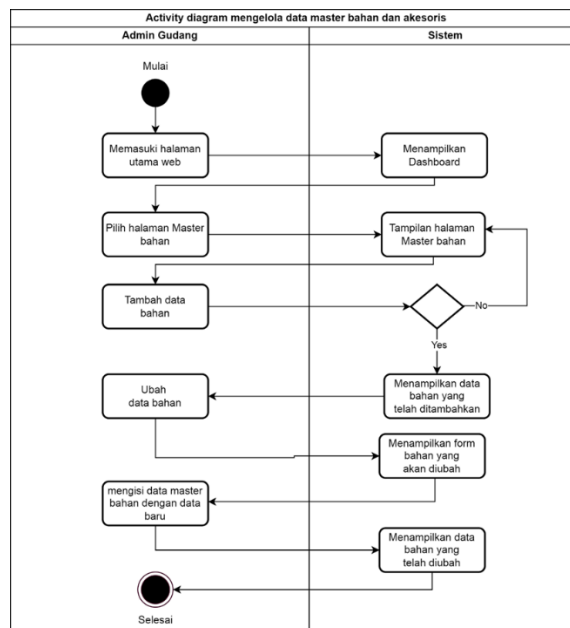 Activity diagram mengelola data master bahan dan akesoris
Admin Gudang
Sistem
Mulai
Memasuki halaman
utama web
Menampilkan
Dashboard
Pilih halaman Master
bahan
Tampilan halaman
Master bahan
Tambah data
bahan
No
Yes
Menampilkan data
bahan yang
telah ditambahkan
Ubah
data bahan
Menampilkan form
bahan yang
akan diubah
mengisi data master
bahan dengan data
baru
Menampilkan data
bahan yang
telah diubah
Selesai